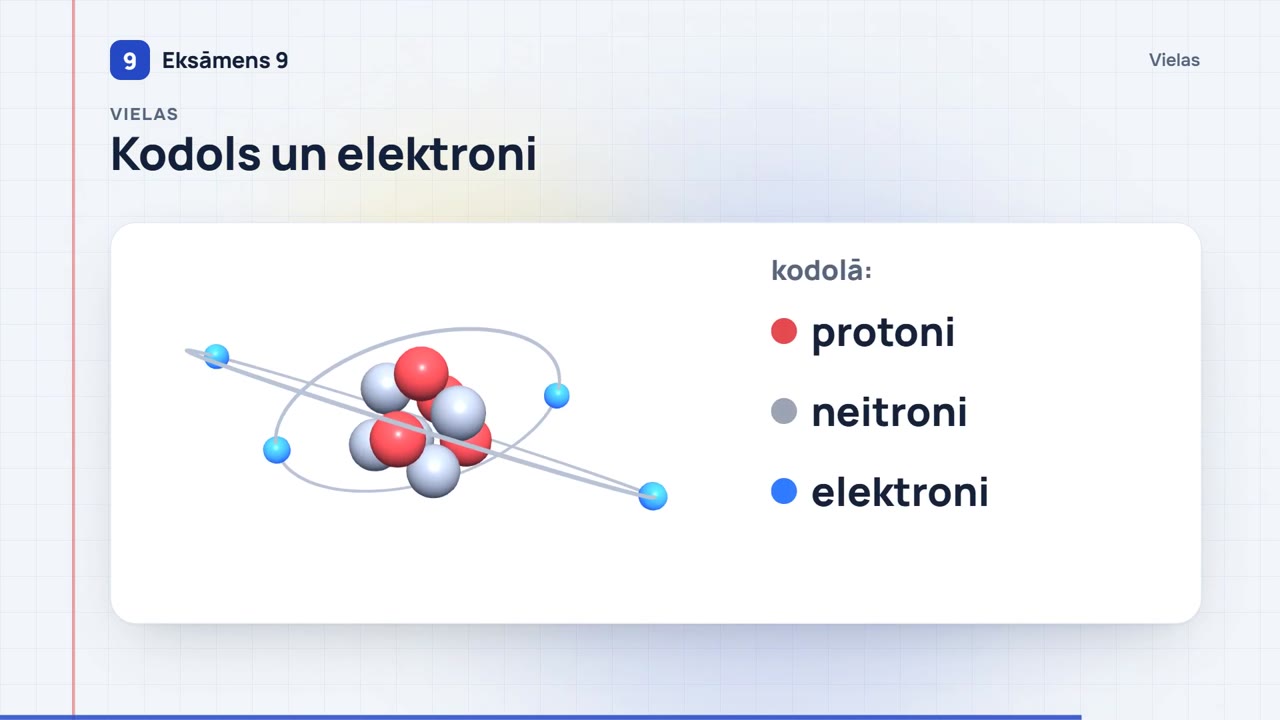 9 Eksāmens 9
Vielas
VIELAS
Kodols un elektroni
kodolā:
protoni
neitroni
elektroni